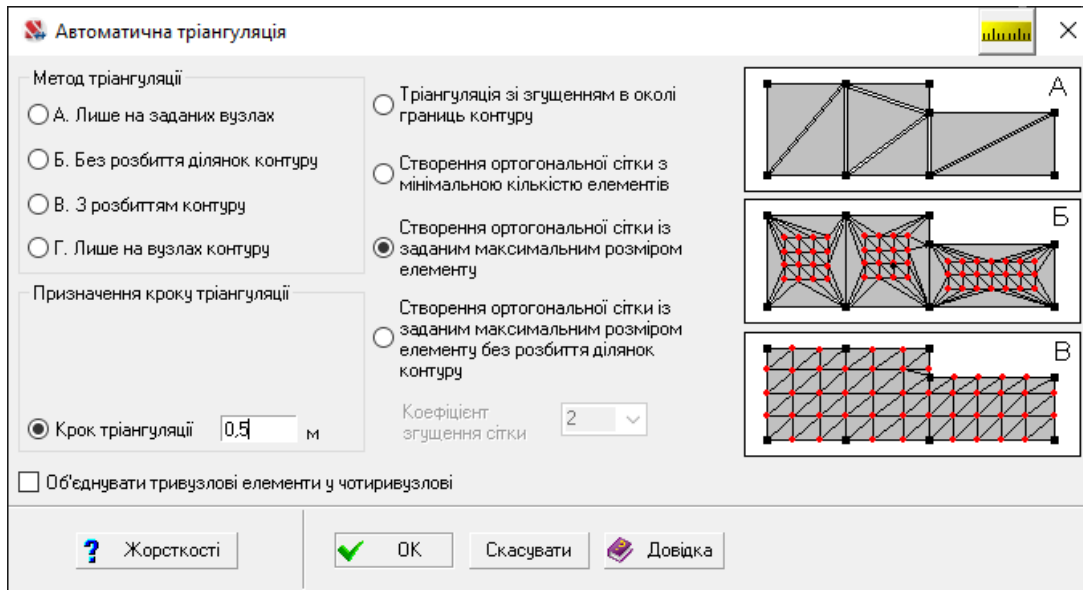 Автоматична тріангуляція
Метод тріангуляції
А. Лише на заданих вузлах
Б. Без розбиття ділянок контуру
В. З розбиттям контуру
Г. Лише на вузлах контуру
Призначення кроку тріангуляції
Крок тріангуляції 0,5 м
Тріангуляція зі згущенням в околі
границь контуру
Створення ортогональної сітки з
мінімальною кількістю елементів
Створення ортогональної сітки із
заданим максимальним розміром
елементу
Створення ортогональної сітки із
заданим максимальним розміром
елементу без розбиття ділянок
контуру
Коефіцієнт
згущення сітки
2
А
Б
В
Об'єднувати тривузлові елементи у чотиривузлові
? Жорсткості
OK
Скасувати
Довідка